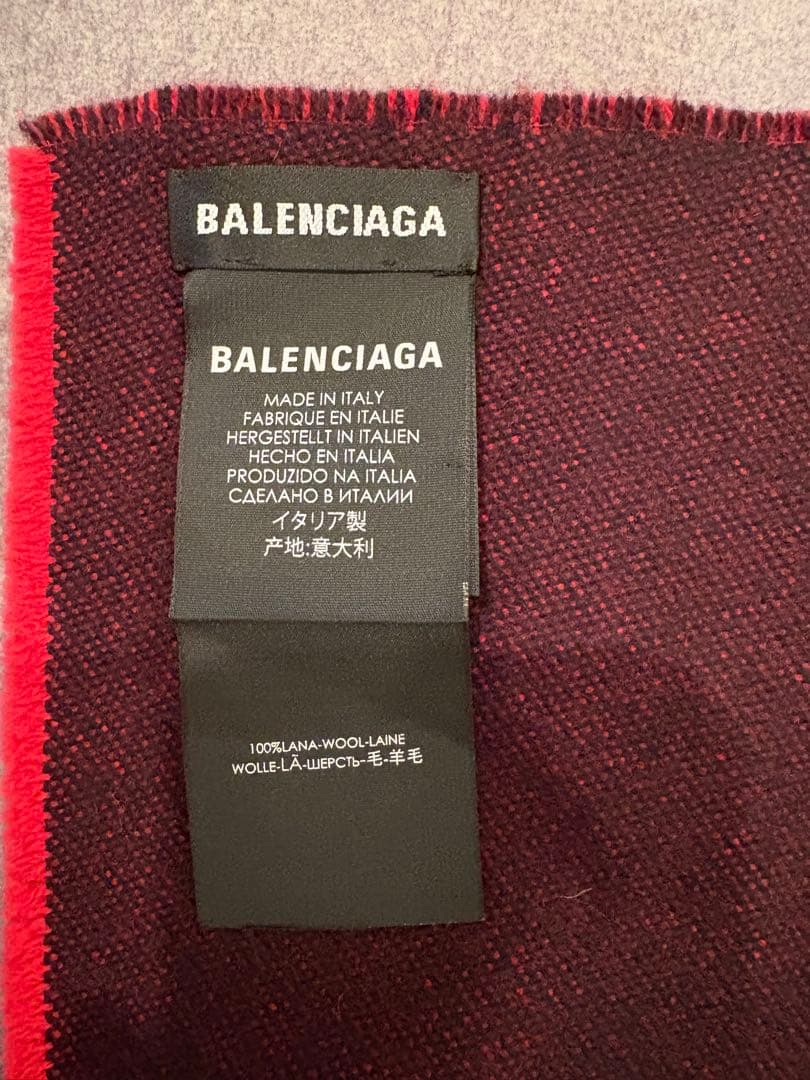 BALENCIAGA
BALENCIAGA
MADE IN ITALY
FABRIQUE EN ITALIE
HERGESTELLT IN ITALIEN
HECHO EN ITALIA
PRODUZIDO NA ITALIA
СДЕЛАНО В ИТАЛИИ
イタリア製
产地:意大利
100%LANA-WOOL-LAINE
WOLLE-LÃ-ШЕРСТЬ-毛-羊毛